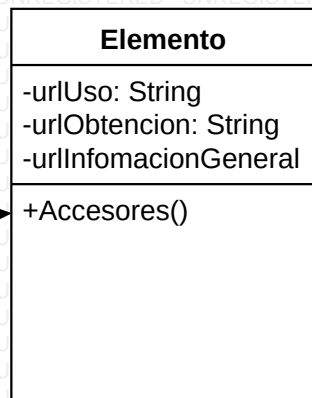 Elemento
-urlUso: String
-urlObtencion: String
-urlInfomacionGeneral
+Accesores()